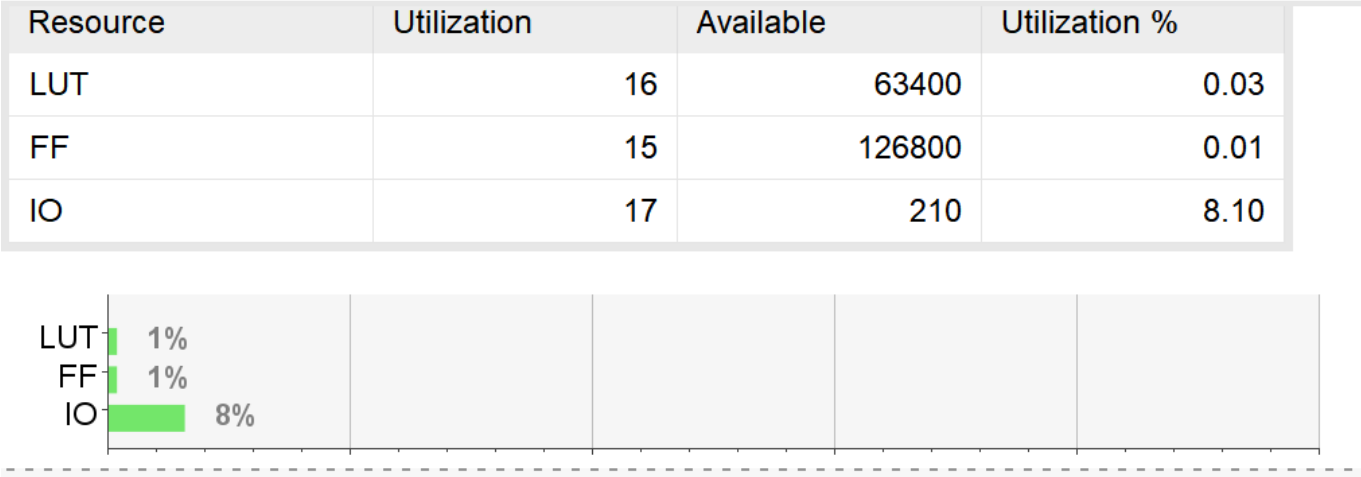 Resource Utilization Available Utilization %
LUT 16 63400 0.03
FF 15 126800 0.01
IO 17 210 8.10
LUT 1%
FF 1%
IO 8%